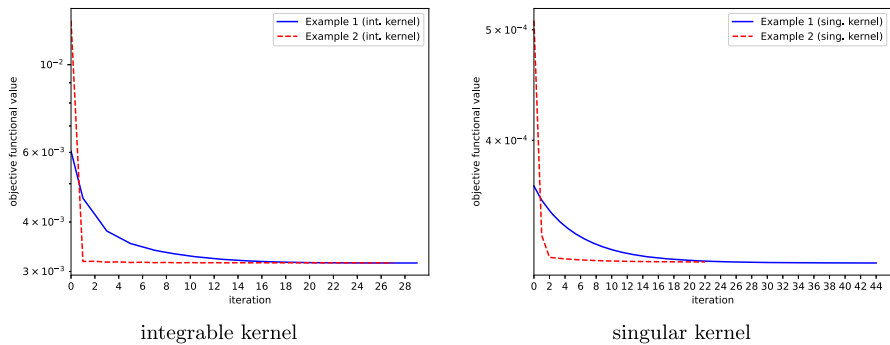 Example 1 (int. kernel)
Example 2 (int. kernel)
10⁻²
6 × 10⁻³
4 × 10⁻³
3 × 10⁻³
objective functional value
0 2 4 6 8 10 12 14 16 18 20 22 24 26 28
iteration
integrable kernel
Example 1 (sing. kernel)
Example 2 (sing. kernel)
5 × 10⁻⁴
4 × 10⁻⁴
objective functional value
0 2 4 6 8 10 12 14 16 18 20 22 24 26 28 30 32 34 36 38 40 42 44
iteration
singular kernel